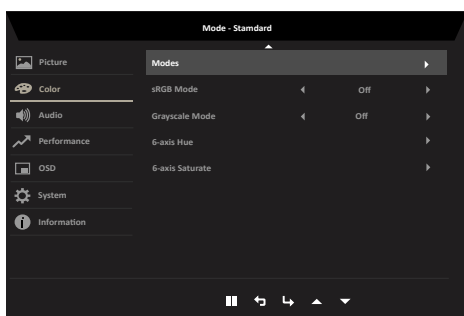 Mode - Stamdard
Picture
Modes
Color
sRGB Mode Off
Audio
Grayscale Mode Off
Performance
6-axis Hue
OSD
6-axis Saturate
System
Information